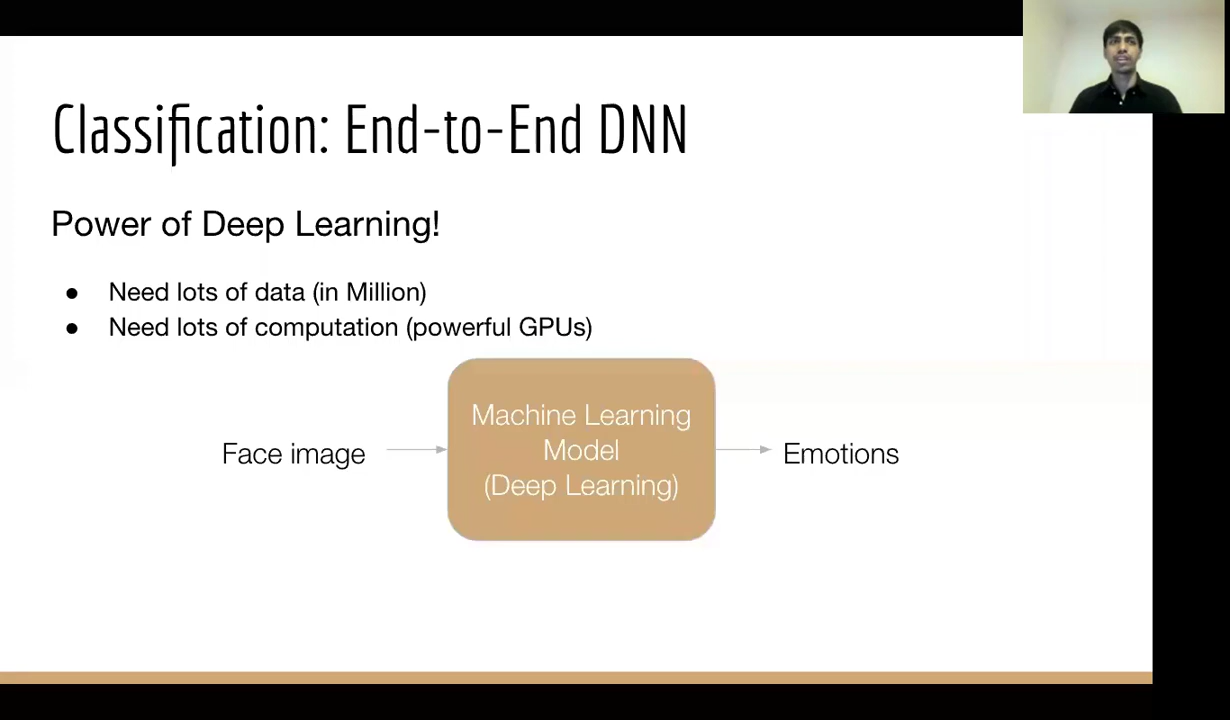 Classification: End-to-End DNN
Power of Deep Learning!
● Need lots of data (in Million)
● Need lots of computation (powerful GPUs)
Face image
Machine Learning
Model
(Deep Learning)
Emotions